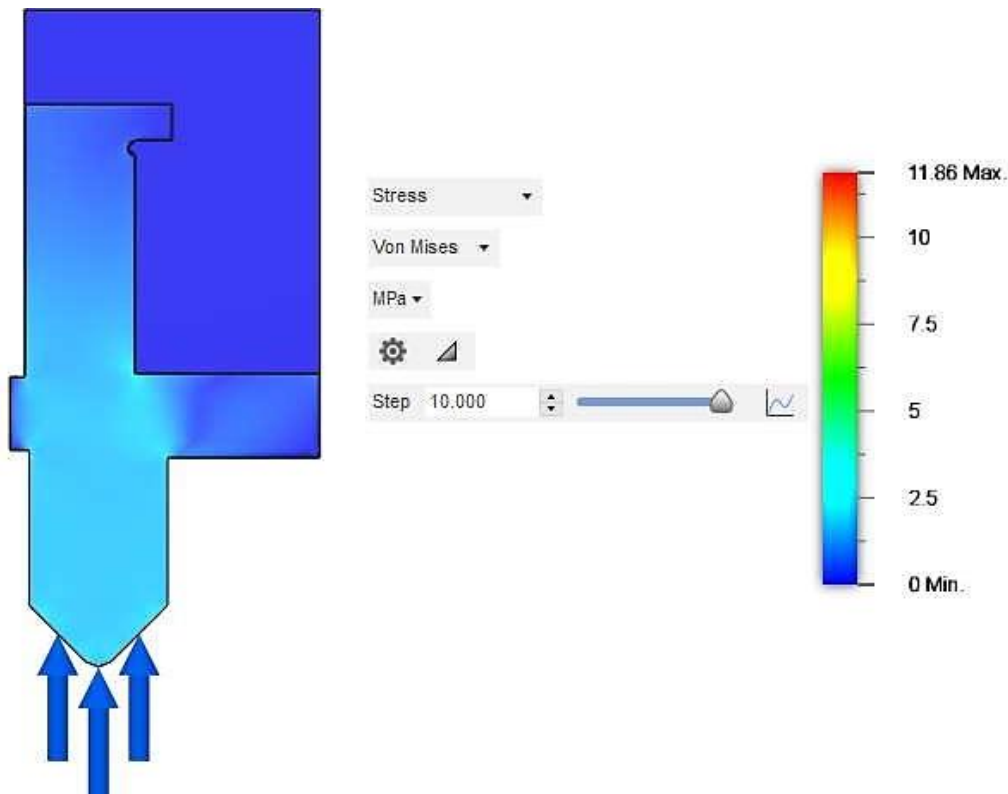 Stress
Von Mises
MPa
Step 10.000
11.86 Max.
10
7.5
5
2.5
0 Min.